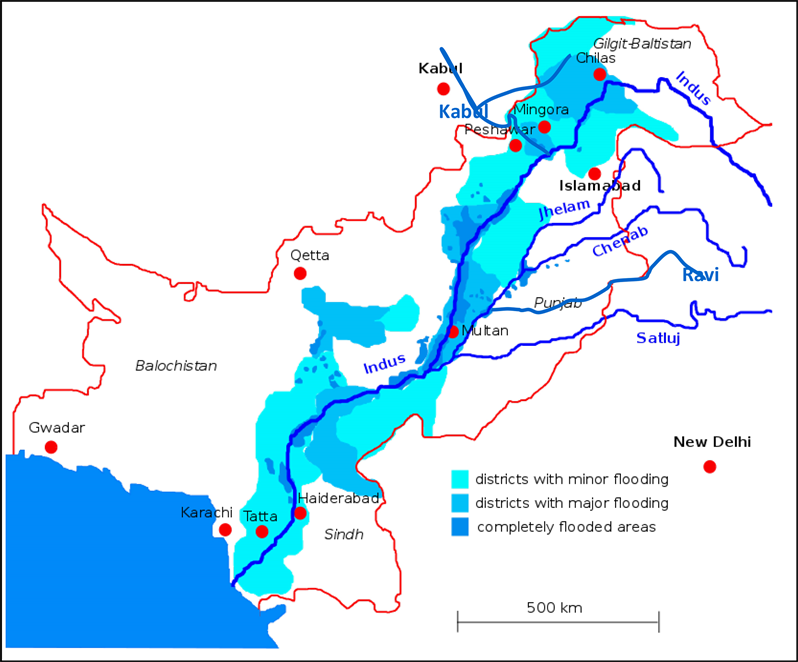 Gilgit-Baltistan
Chilas
Kabul
Indus
Kabul
Mingora
Peshawar
Islamabad
Jhelam
Chenab
Qetta
Ravi
Punjab
Multan
Satluj
Indus
Balochistan
Gwadar
New Delhi
districts with minor flooding
districts with major flooding
completely flooded areas
Haiderabad
Karachi
Tatta
Sindh
500 km